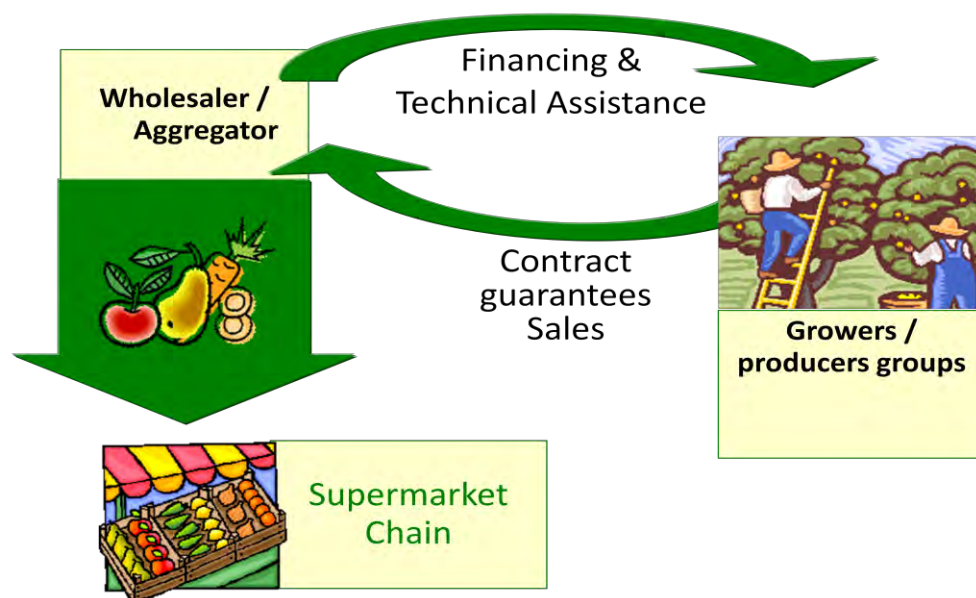 Wholesaler /
Aggregator
Financing &
Technical Assistance
Contract
guarantees
Sales
Growers /
producers groups
Supermarket
Chain